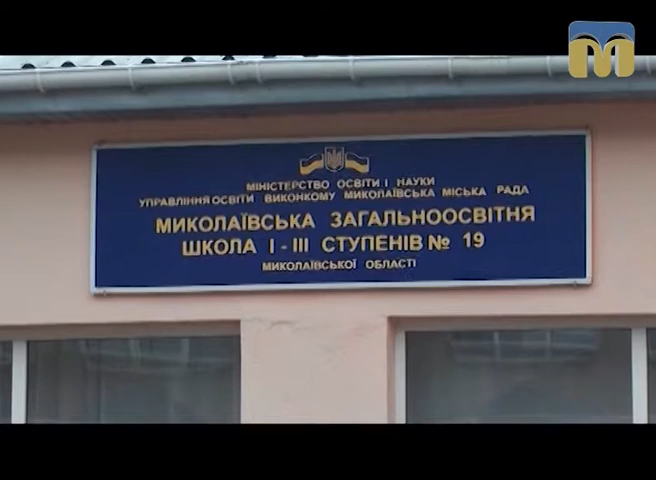 МІНІСТЕРСТВО ОСВІТИ І НАУКИ
УПРАВЛІННЯ ОСВІТИ ВИКОНКОМУ МИКОЛАЇВСЬКА МІСЬКА РАДА
МИКОЛАЇВСЬКА ЗАГАЛЬНООСВІТНЯ
ШКОЛА І - ІІІ СТУПЕНІВ № 19
МИКОЛАЇВСЬКОЇ ОБЛАСТІ